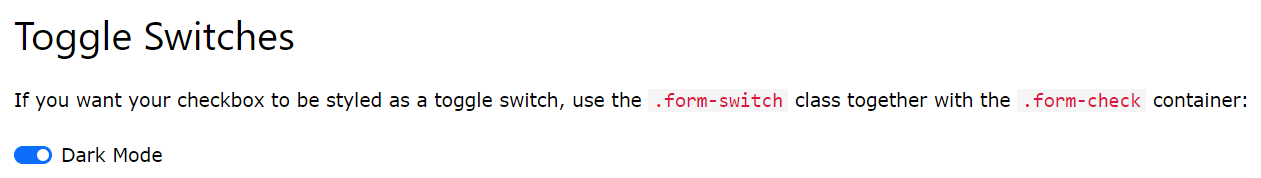 Toggle Switches
If you want your checkbox to be styled as a toggle switch, use the .form-switch class together with the .form-check container:
Dark Mode